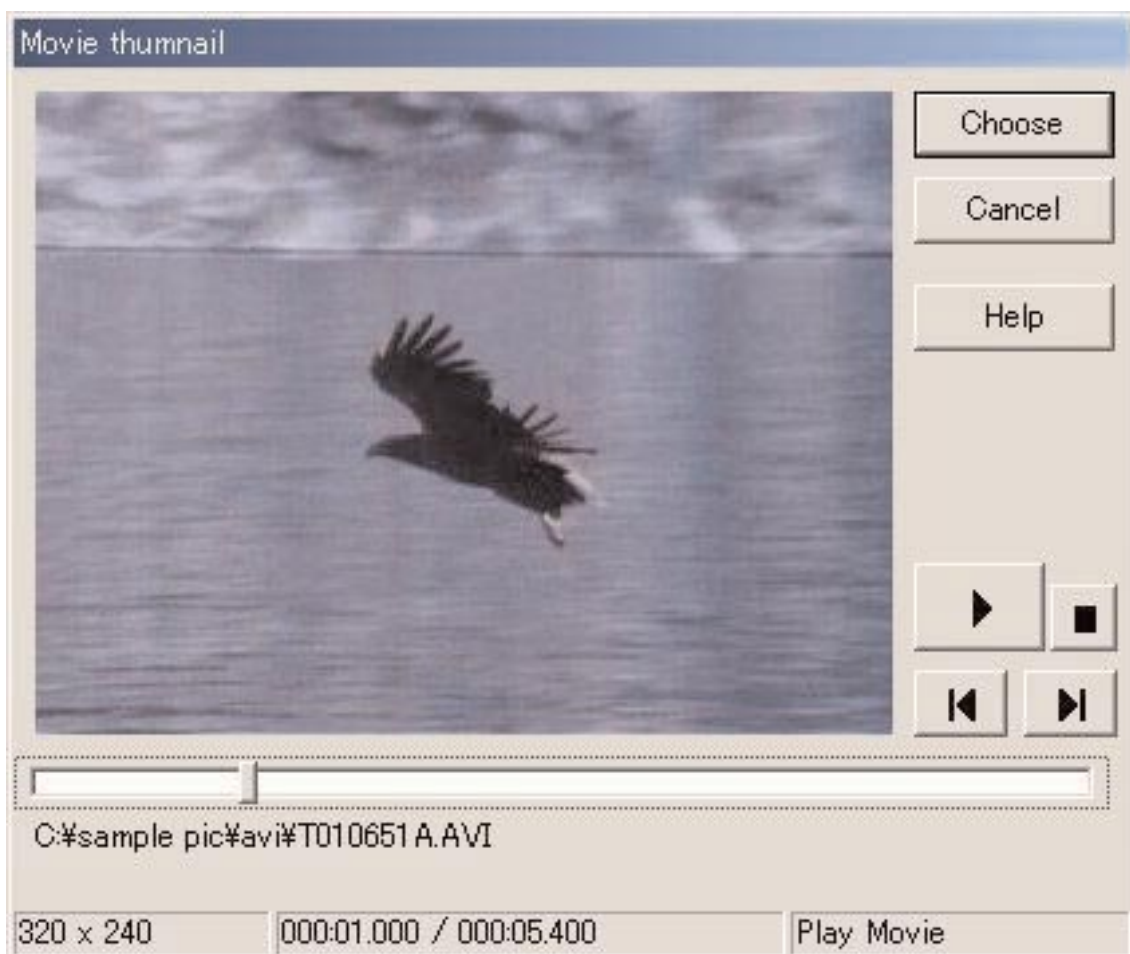 Movie thumnail
Choose
Cancel
Help
C:¥sample pic¥avi¥T010651A.AVI
320 x 240
000:01.000 / 000:05.400
Play Movie